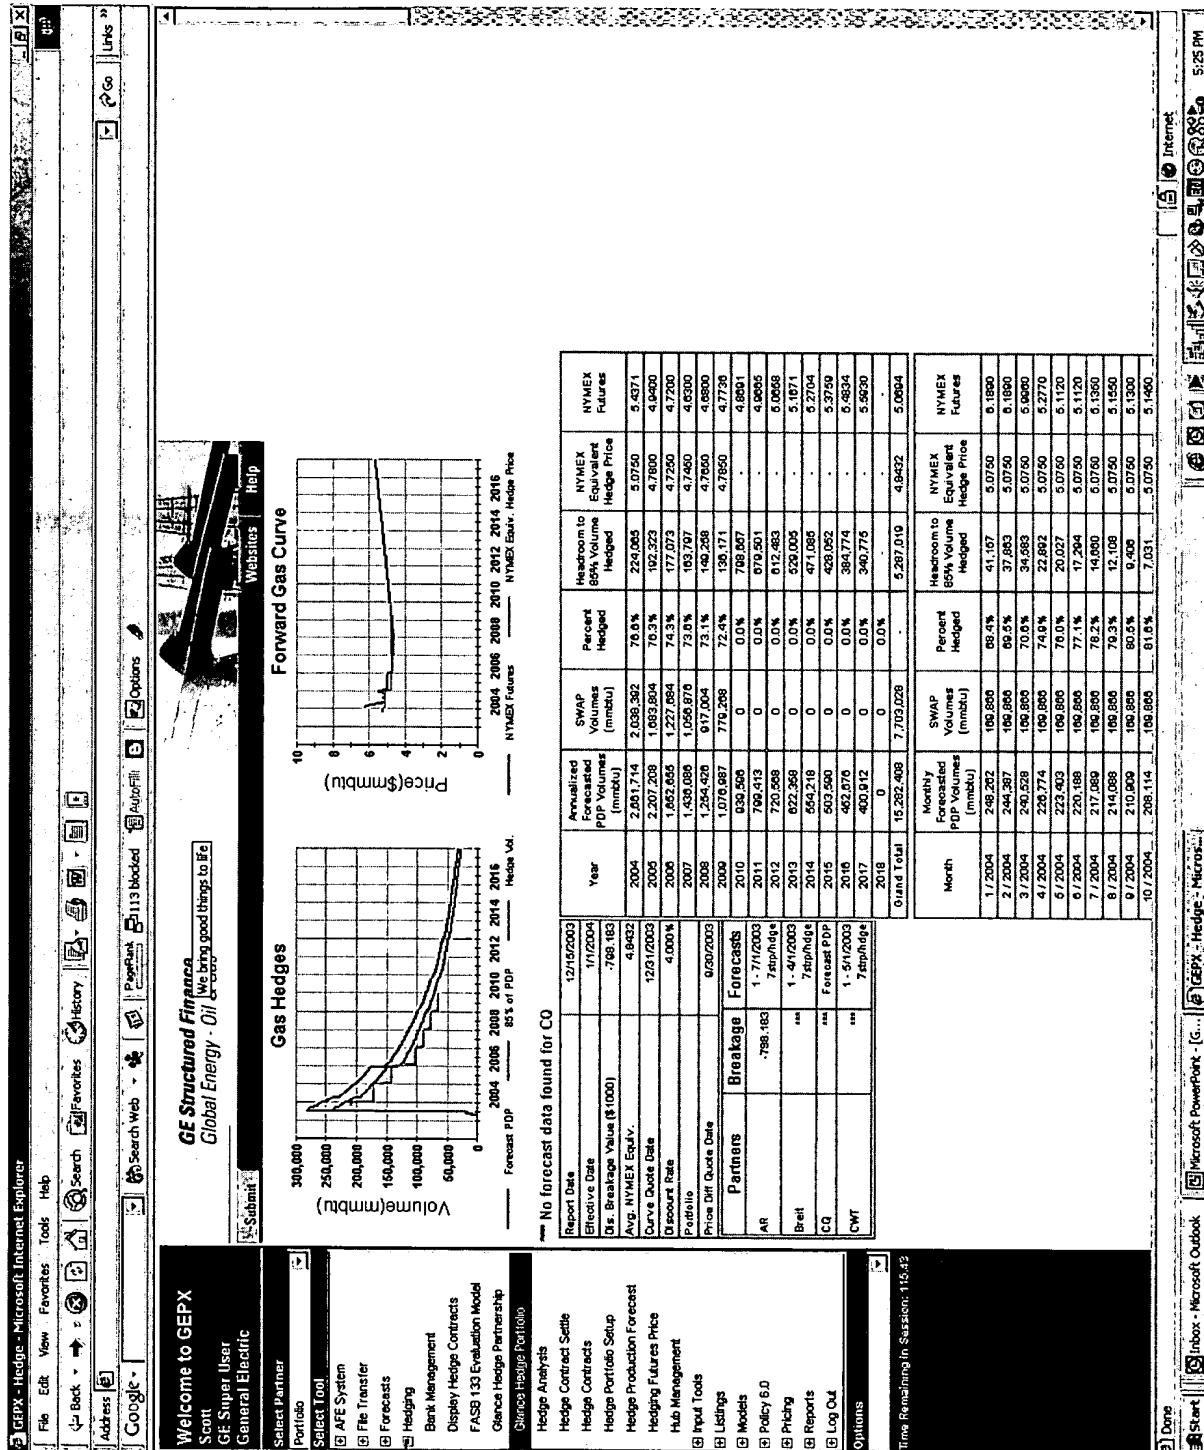 GEPX - Hedge - Microsoft Internet Explorer
File Edit View Favorites Tools Help
Back Search Favorites History
Address Go Links »
Google Search Web PageRank 113 blocked AutoFill Options
Welcome to GEPX
Scott
GE Super User
General Electric
Select Partner
Portfolio
Select Tool
AFE System
File Transfer
Forecasts
Hedging
Bank Management
Display Hedge Contracts
FASB 133 Evaluation Model
Glance Hedge Partnership
Glance Hedge Portfolio
Hedge Analysis
Hedge Contract Settle
Hedge Contracts
Hedge Portfolio Setup
Hedge Production Forecast
Hedging Futures Price
Hub Management
Input Tools
Listings
Models
Policy 6.0
Pricing
Reports
Log Out
Options
Time Remaining in Session: 115:43
GE Structured Finance
Global Energy - Oil
We bring good things to life
Submit Websites Help
Gas Hedges
Volume(mmbtu)
300,000
250,000
200,000
150,000
100,000
50,000
0
2004 2006 2008 2010 2012 2014 2016
Forecast PDP 85% of PDP Hedge Vol.
Forward Gas Curve
Price($mmbtu)
10
8
6
4
2
0
2004 2006 2008 2010 2012 2014 2016
NYMEX Futures NYMEX Equiv. Hedge Price
*** No forecast data found for CQ
Report Date 12/15/2003
Effective Date 1/1/2004
Dis. Breakage Value ($1000) -798.183
Avg. NYMEX Equiv. 4.8432
Curve Quote Date 12/31/2003
Discount Rate 4.000%
Portfolio
Price Diff Quote Date 9/30/2003
Partners Breakage Forecasts
AR -798.183 1 - 7/1/2003 7strp/hdge
Breit *** 1 - 4/1/2003 7strp/hdge
CQ *** Forecast PDP
CWT *** 1 - 5/1/2003 7strp/hdge
Year Annualized Forecasted PDP Volumes (mmbtu) SWAP Volumes (mmbtu) Percent Hedged Headroom to 85% Volume Hedged NYMEX Equivalent Hedge Price NYMEX Futures
2004 2,661,714 2,038,392 76.6% 224,065 5.0750 5.4371
2005 2,207,208 1,683,804 76.3% 192,323 4.7800 4.9400
2006 1,652,655 1,227,684 74.3% 177,073 4.7250 4.7200
2007 1,436,086 1,056,876 73.6% 163,797 4.7450 4.6300
2008 1,254,426 917,004 73.1% 149,258 4.7650 4.6800
2009 1,076,987 779,268 72.4% 136,171 4.7850 4.7736
2010 939,596 0 0.0% 798,657 - 4.8691
2011 799,413 0 0.0% 679,501 - 4.9665
2012 720,568 0 0.0% 612,483 - 5.0658
2013 622,358 0 0.0% 529,005 - 5.1671
2014 554,218 0 0.0% 471,085 - 5.2704
2015 503,590 0 0.0% 428,052 - 5.3759
2016 452,676 0 0.0% 384,774 - 5.4834
2017 400,912 0 0.0% 340,775 - 5.5930
2018 0 0 0.0% - - -
Grand Total 15,282,408 7,703,028 - 5,287,019 4.8432 5.0694
Month Monthly Forecasted PDP Volumes (mmbtu) SWAP Volumes (mmbtu) Percent Hedged Headroom to 85% Volume Hedged NYMEX Equivalent Hedge Price NYMEX Futures
1 / 2004 248,262 169,866 68.4% 41,157 5.0750 6.1890
2 / 2004 244,387 169,866 69.5% 37,863 5.0750 6.1890
3 / 2004 240,528 169,866 70.6% 34,583 5.0750 5.9960
4 / 2004 226,774 169,866 74.9% 22,892 5.0750 5.2770
5 / 2004 223,403 169,866 76.0% 20,027 5.0750 5.1120
6 / 2004 220,188 169,866 77.1% 17,294 5.0750 5.1120
7 / 2004 217,089 169,866 78.2% 14,660 5.0750 5.1350
8 / 2004 214,088 169,866 79.3% 12,108 5.0750 5.1550
9 / 2004 210,909 169,866 80.5% 9,406 5.0750 5.1300
10 / 2004 208,114 169,866 81.6% 7,031 5.0750 5.1460
Done Internet
Start Inbox - Microsoft Outlook Microsoft PowerPoint - [G... GEPX - Hedge - Micros... 5:25 PM